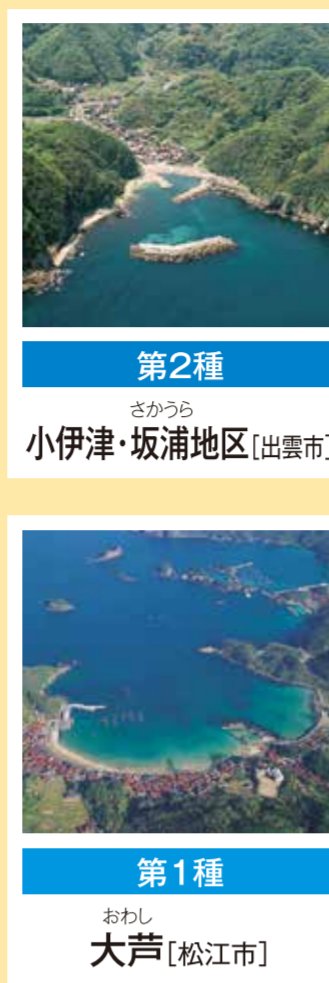 第2種
さかうら
小伊津・坂浦地区[出雲市]
第1種
おわし
大芦[松江市]